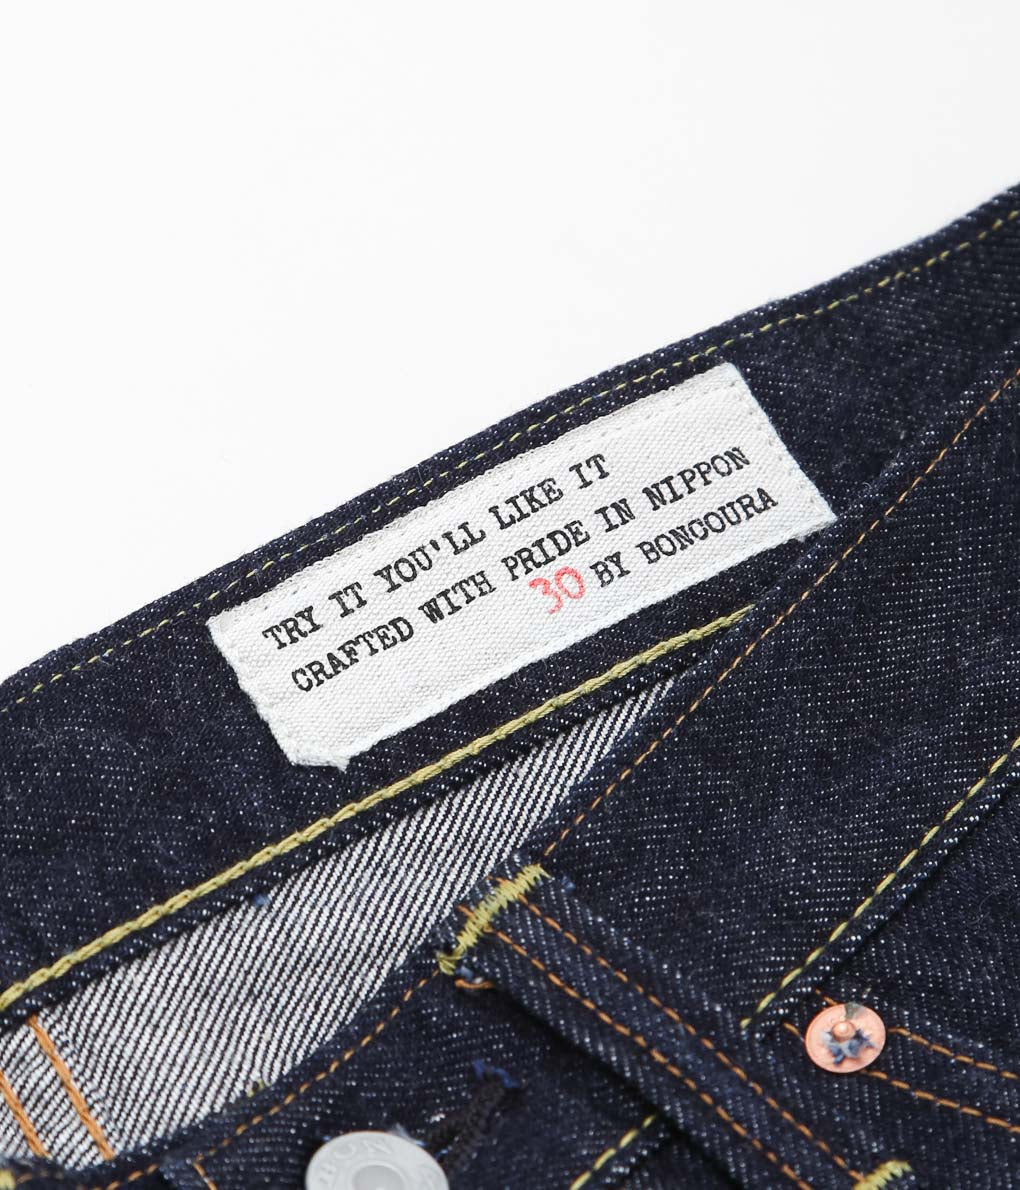 TRY IT YOU'LL LIKE IT
CRAFTED WITH PRIDE IN NIPPON
30 BY BONCOURA